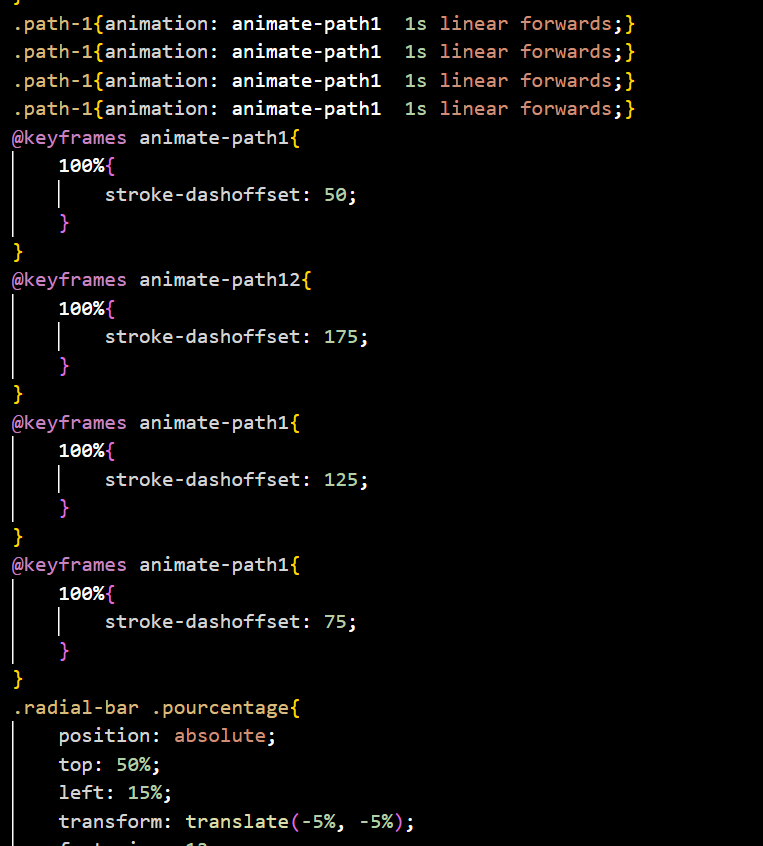 }
.path-1{animation: animate-path1  1s linear forwards;}
.path-1{animation: animate-path1  1s linear forwards;}
.path-1{animation: animate-path1  1s linear forwards;}
.path-1{animation: animate-path1  1s linear forwards;}
@keyframes animate-path1{
    100%{
        stroke-dashoffset: 50;
    }
}
@keyframes animate-path12{
    100%{
        stroke-dashoffset: 175;
    }
}
@keyframes animate-path1{
    100%{
        stroke-dashoffset: 125;
    }
}
@keyframes animate-path1{
    100%{
        stroke-dashoffset: 75;
    }
}
.radial-bar .pourcentage{
    position: absolute;
    top: 50%;
    left: 15%;
    transform: translate(-5%, -5%);